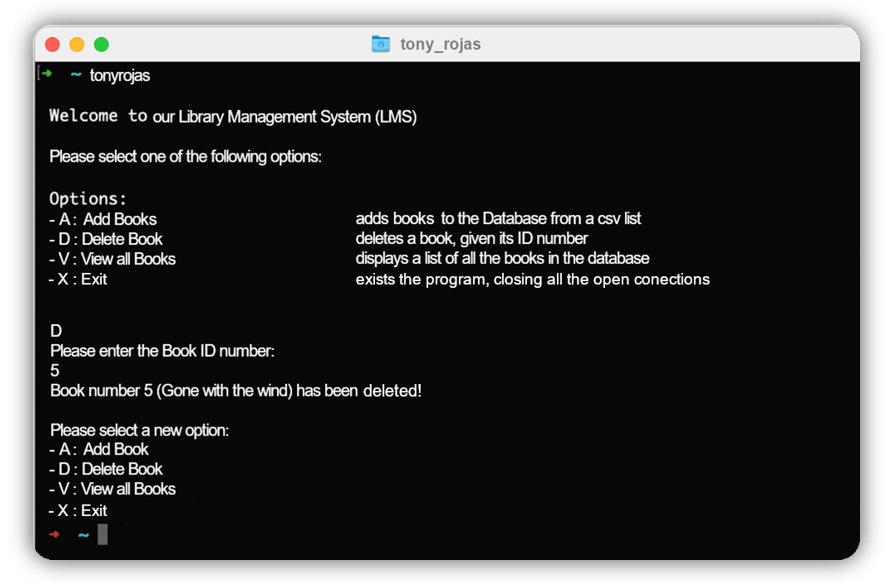 tony_rojas
➜ ~ tonyrojas
Welcome to our Library Management System (LMS)
Please select one of the following options:
Options:
- A : Add Books adds books to the Database from a csv list
- D : Delete Book deletes a book, given its ID number
- V : View all Books displays a list of all the books in the database
- X : Exit exists the program, closing all the open conections
D
Please enter the Book ID number:
5
Book number 5 (Gone with the wind) has been deleted!
Please select a new option:
- A : Add Book
- D : Delete Book
- V : View all Books
- X : Exit
➜ ~